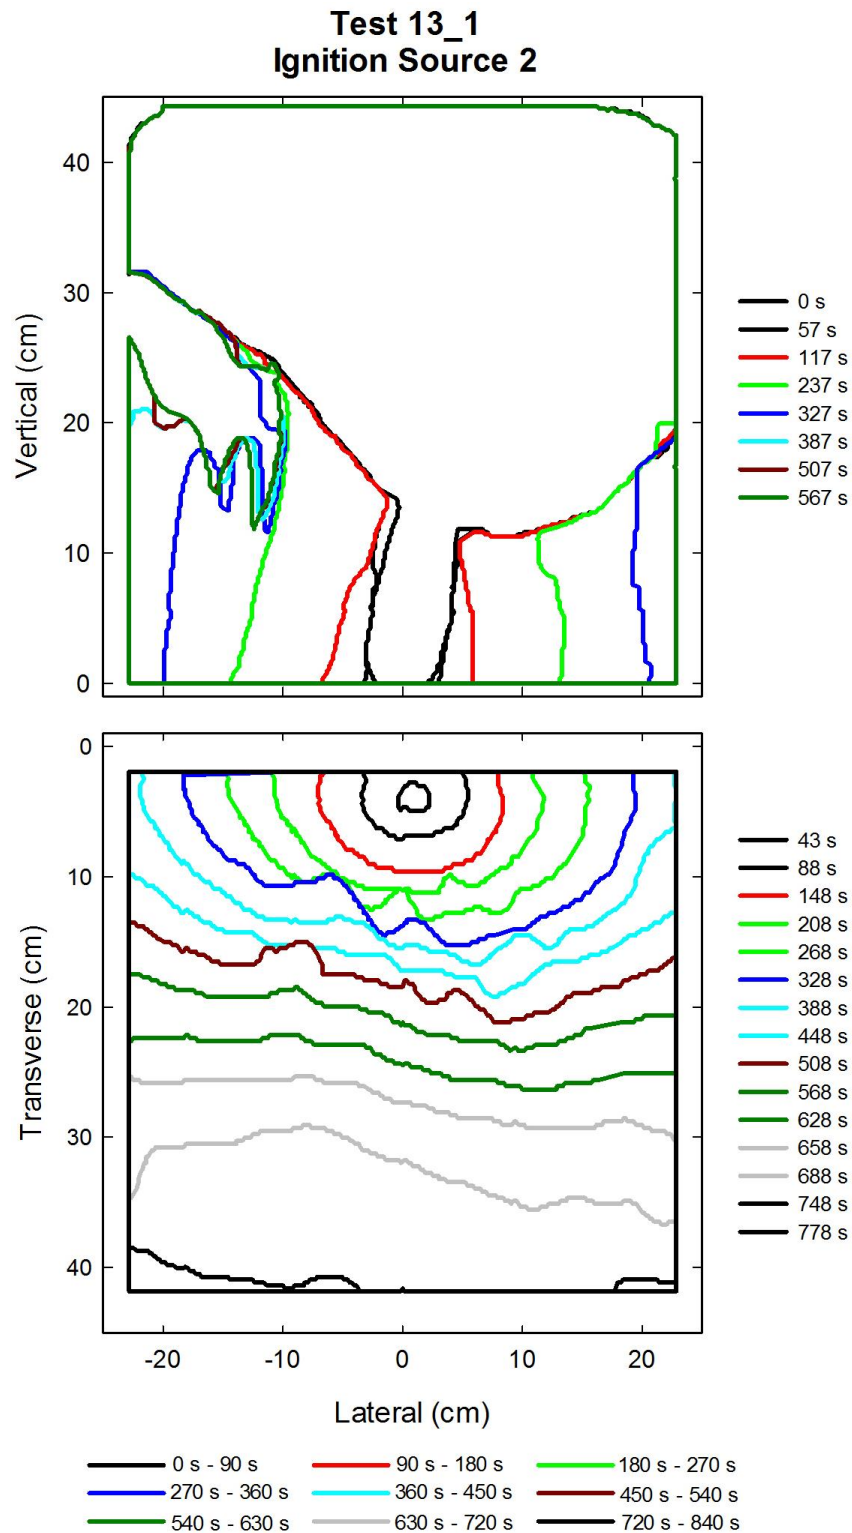 Test 13_1
Ignition Source 2
Vertical (cm)
40
30
20
10
0
0 s
57 s
117 s
237 s
327 s
387 s
507 s
567 s
Transverse (cm)
0
10
20
30
40
43 s
88 s
148 s
208 s
268 s
328 s
388 s
448 s
508 s
568 s
628 s
658 s
688 s
748 s
778 s
-20 -10 0 10 20
Lateral (cm)
0 s - 90 s 90 s - 180 s 180 s - 270 s
270 s - 360 s 360 s - 450 s 450 s - 540 s
540 s - 630 s 630 s - 720 s 720 s - 840 s